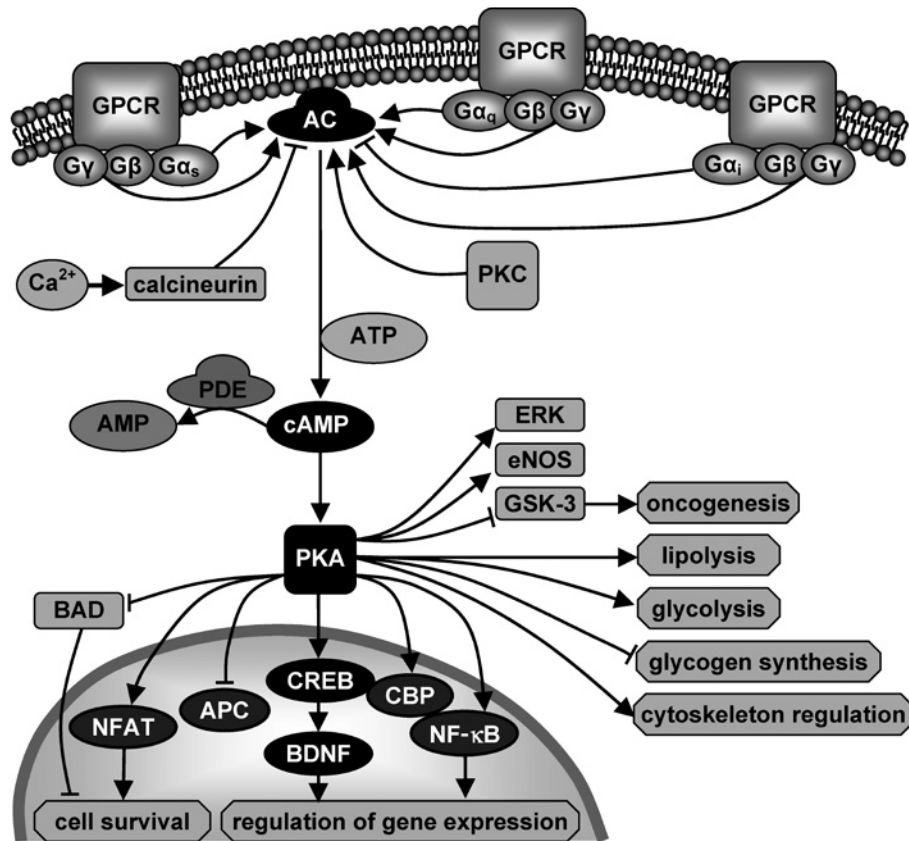 GPCR
GPCR
GPCR
AC
Gαq Gβ Gγ
Gγ Gβ Gαs
Gαi Gβ Gγ
Ca2+
calcineurin
PKC
ATP
PDE
AMP
cAMP
ERK
eNOS
GSK-3
oncogenesis
PKA
lipolysis
BAD
glycolysis
glycogen synthesis
CREB
CBP
APC
NFAT
cytoskeleton regulation
NF-κB
BDNF
cell survival
regulation of gene expression